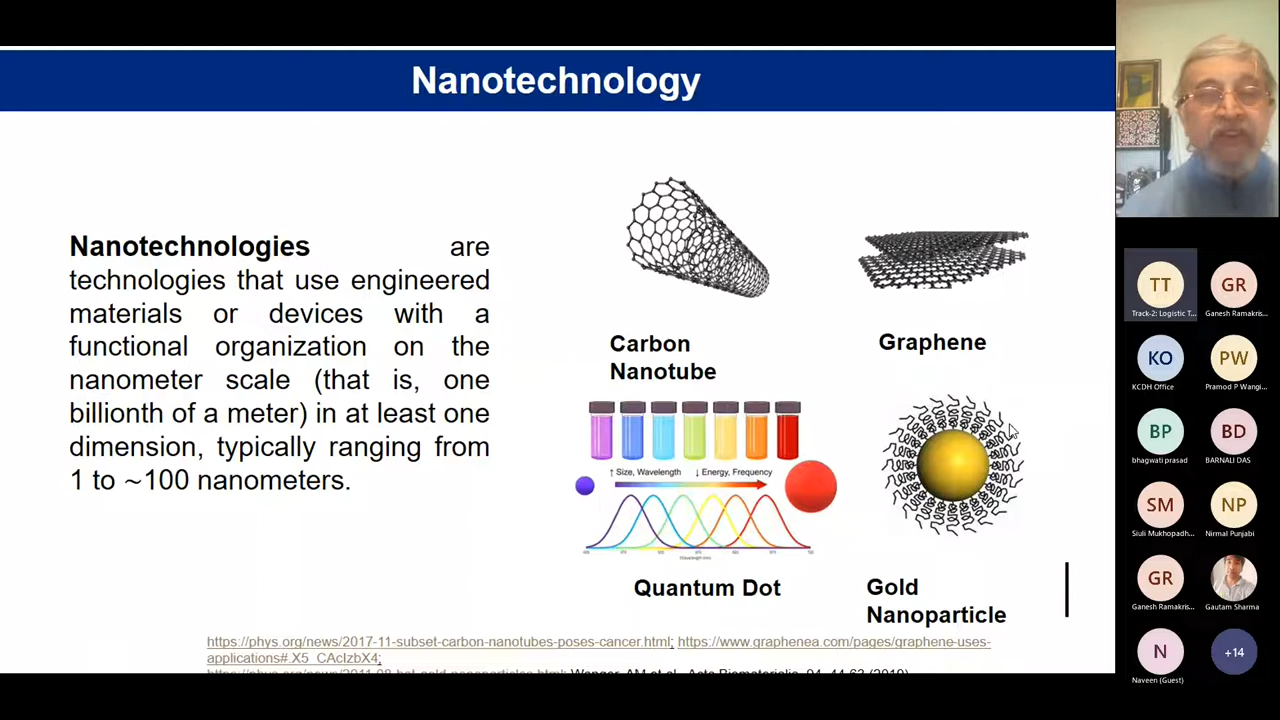 Nanotechnology
Nanotechnologies are
technologies that use engineered
materials or devices with a
functional organization on the
nanometer scale (that is, one
billionth of a meter) in at least one
dimension, typically ranging from
1 to ~100 nanometers.
Carbon
Nanotube
Graphene
↑ Size, Wavelength ↓ Energy, Frequency
Quantum Dot
Gold
Nanoparticle
https://phys.org/news/2017-11-subset-carbon-nanotubes-poses-cancer.html; https://www.graphenea.com/pages/graphene-uses-
applications#.X5_CAcIzbX4;
TT
Track-2: Logistic T...
GR
Ganesh Ramakris...
KO
KCDH Office
PW
Pramod P Wangi...
BP
bhagwati prasad
BD
BARNALI DAS
SM
Siuli Mukhopadh...
NP
Nirmal Punjabi
GR
Ganesh Ramakris...
Gautam Sharma
N
Naveen (Guest)
+14